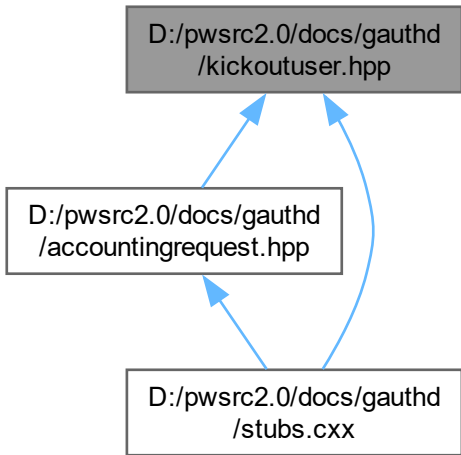 D:/pwsrc2.0/docs/gauthd
/kickoutuser.hpp
D:/pwsrc2.0/docs/gauthd
/accountingrequest.hpp
D:/pwsrc2.0/docs/gauthd
/stubs.cxx